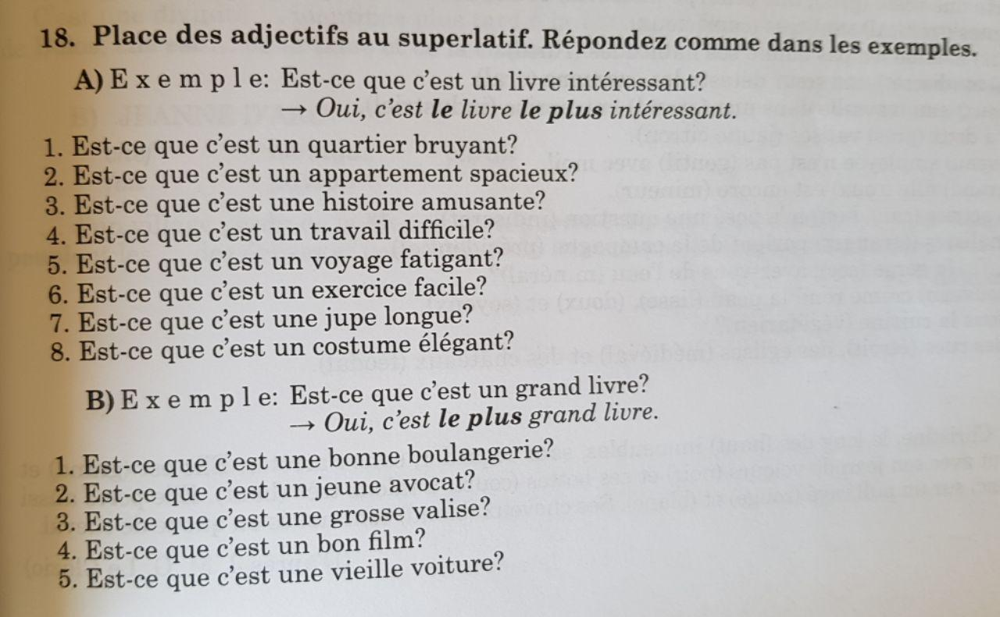 18. Place des adjectifs au superlatif. Répondez comme dans les exemples.
A) E x e m p l e: Est-ce que c'est un livre intéressant?
→ Oui, c'est le livre le plus intéressant.
1. Est-ce que c'est un quartier bruyant?
2. Est-ce que c'est un appartement spacieux?
3. Est-ce que c'est une histoire amusante?
4. Est-ce que c'est un travail difficile?
5. Est-ce que c'est un voyage fatigant?
6. Est-ce que c'est un exercice facile?
7. Est-ce que c'est une jupe longue?
8. Est-ce que c'est un costume élégant?
B) E x e m p l e: Est-ce que c'est un grand livre?
→ Oui, c'est le plus grand livre.
1. Est-ce que c'est une bonne boulangerie?
2. Est-ce que c'est un jeune avocat?
3. Est-ce que c'est une grosse valise?
4. Est-ce que c'est un bon film?
5. Est-ce que c'est une vieille voiture?